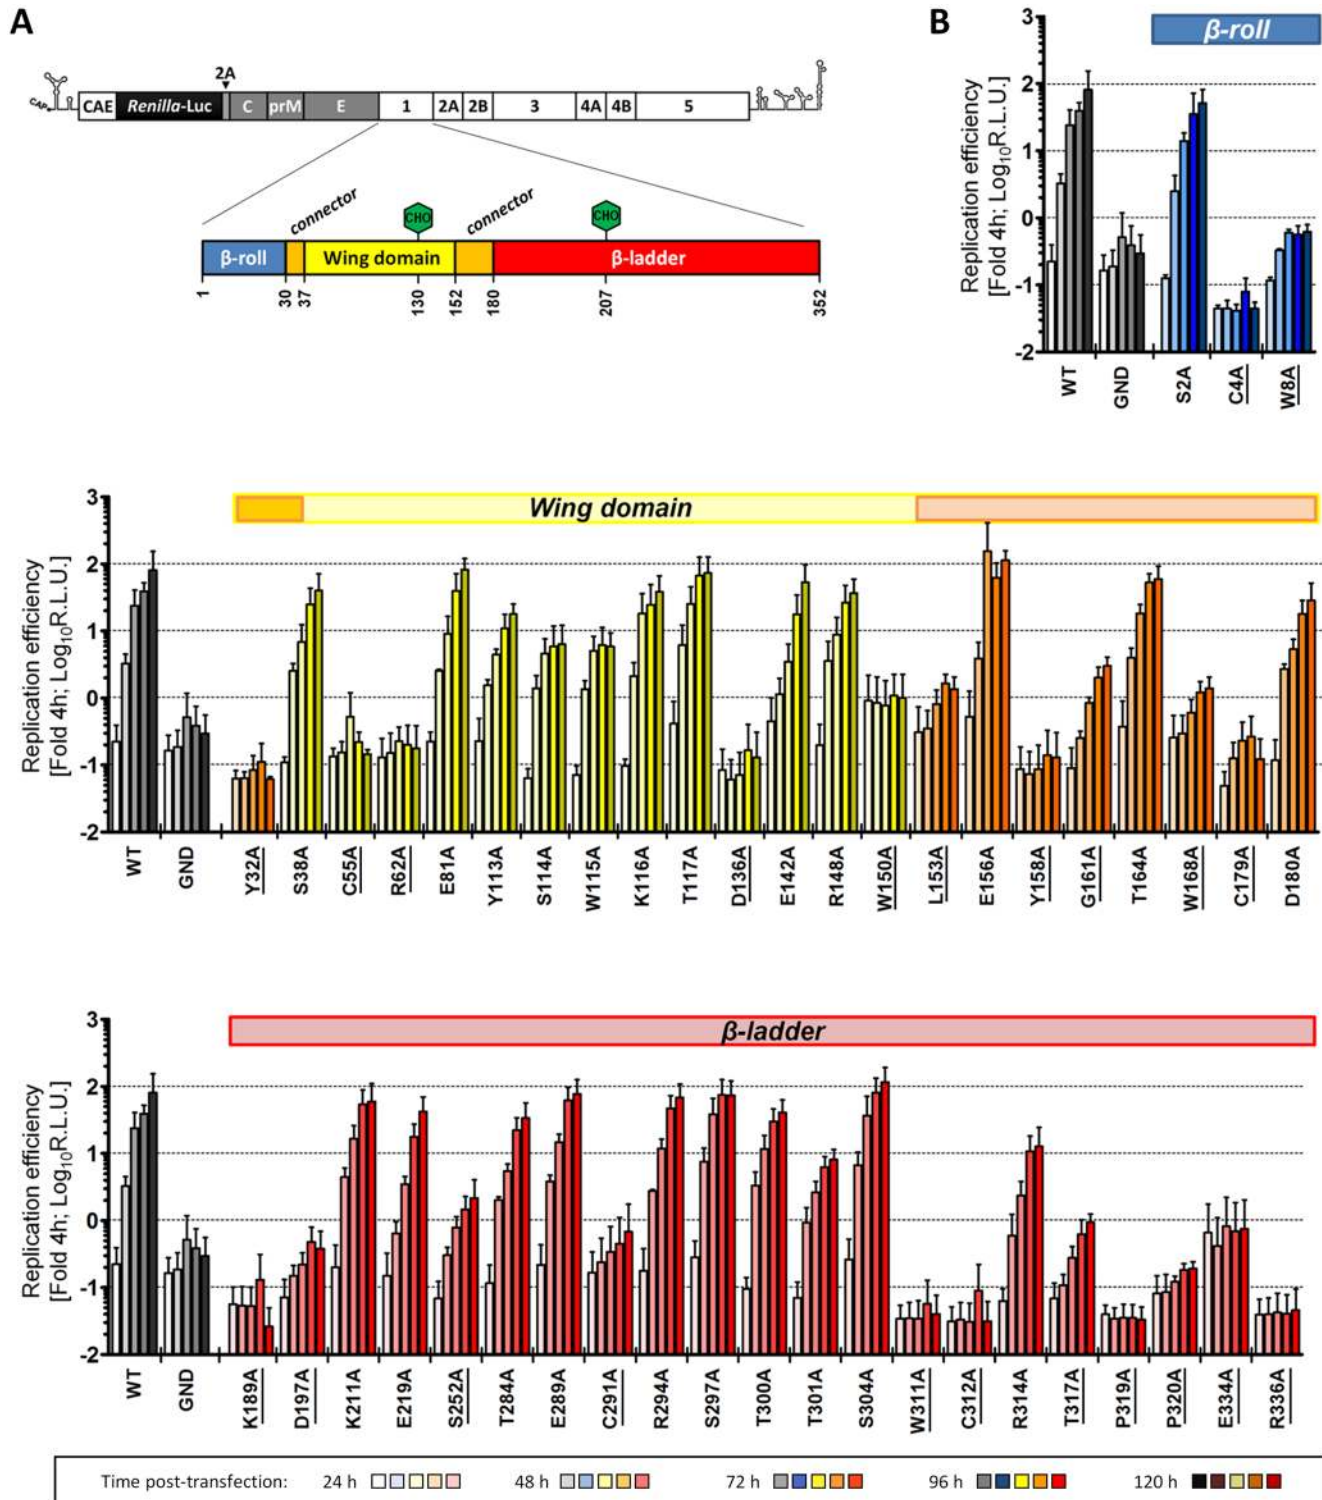 A
2A
CAP
CAE Renilla-Luc C prM E 1 2A 2B 3 4A 4B 5
connector CHO connector CHO
β-roll Wing domain β-ladder
1 30 37 130 152 180 207 352
B
β-roll
Replication efficiency
[Fold 4h; Log10R.L.U.]
3
2
1
0
-1
-2
WT GND S2A C4A W8A
Wing domain
Replication efficiency
[Fold 4h; Log10R.L.U.]
3
2
1
0
-1
-2
WT GND Y32A S38A C55A R62A E81A Y113A S114A W115A K116A T117A D136A E142A R148A W150A L153A E156A Y158A G161A T164A W168A C179A D180A
β-ladder
Replication efficiency
[Fold 4h; Log10R.L.U.]
3
2
1
0
-1
-2
WT GND K189A D197A K211A E219A S252A T284A E289A C291A R294A S297A T300A T301A S304A W311A C312A R314A T317A P319A P320A E334A R336A
Time post-transfection: 24 h 48 h 72 h 96 h 120 h